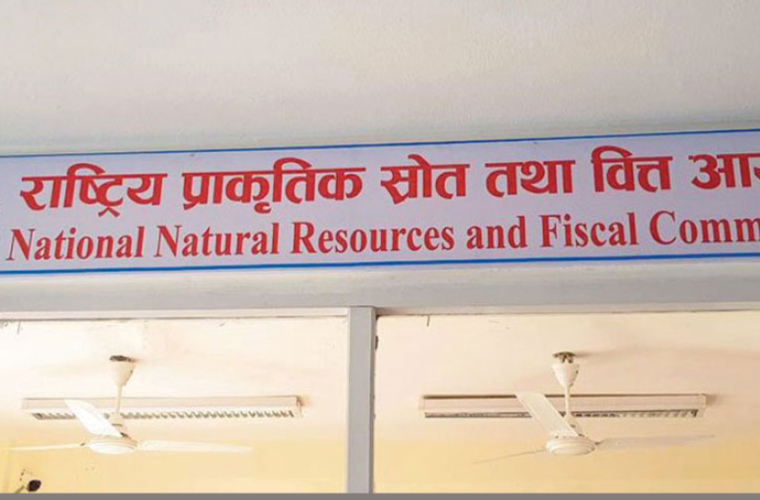 राष्ट्रिय प्राकृतिक स्रोत तथा वित्त
National Natural Resources and Fiscal Comm